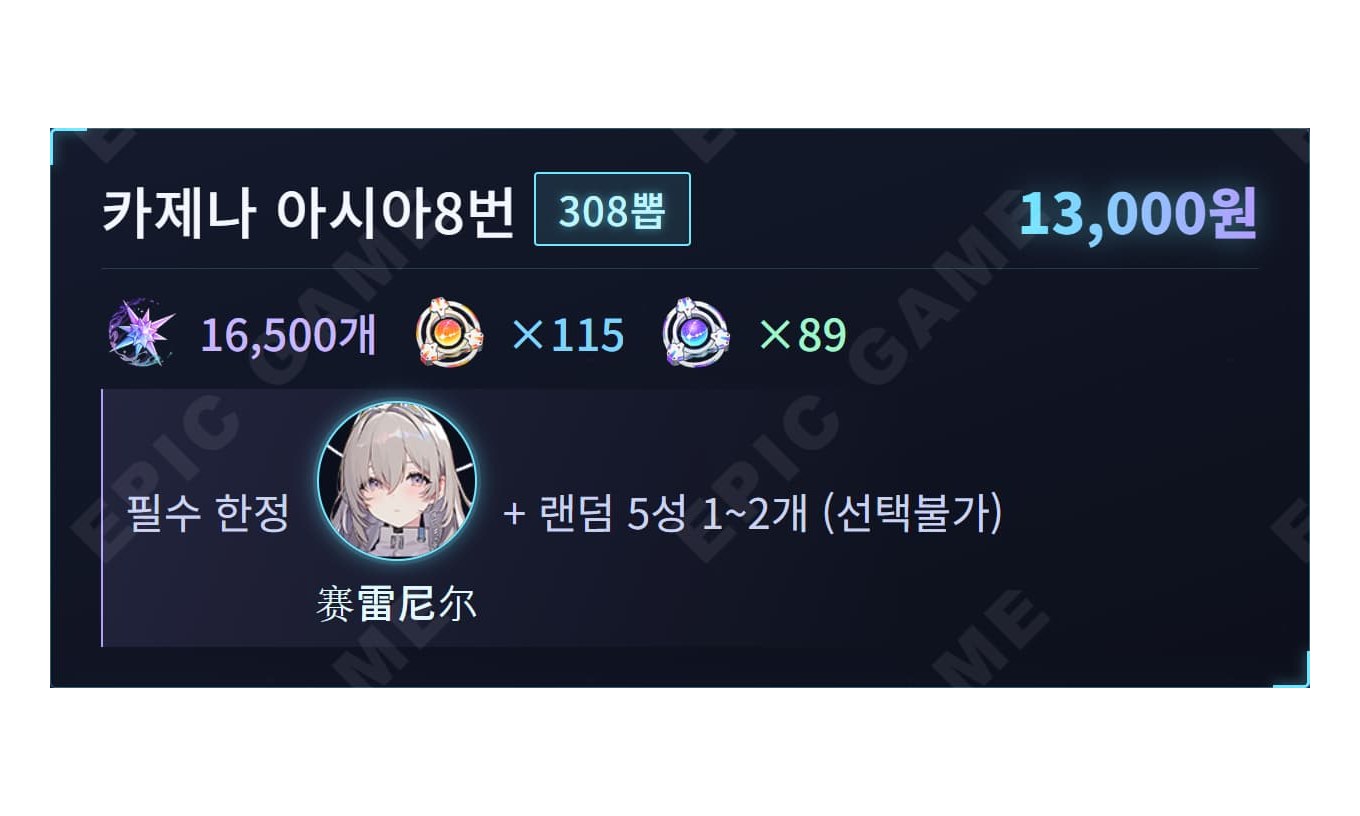 카제나 아시아8번 308뽑 13,000원
16,500개 ×115 ×89
필수 한정 + 랜덤 5성 1~2개 (선택불가)
赛雷尼尔
EPIC GAME